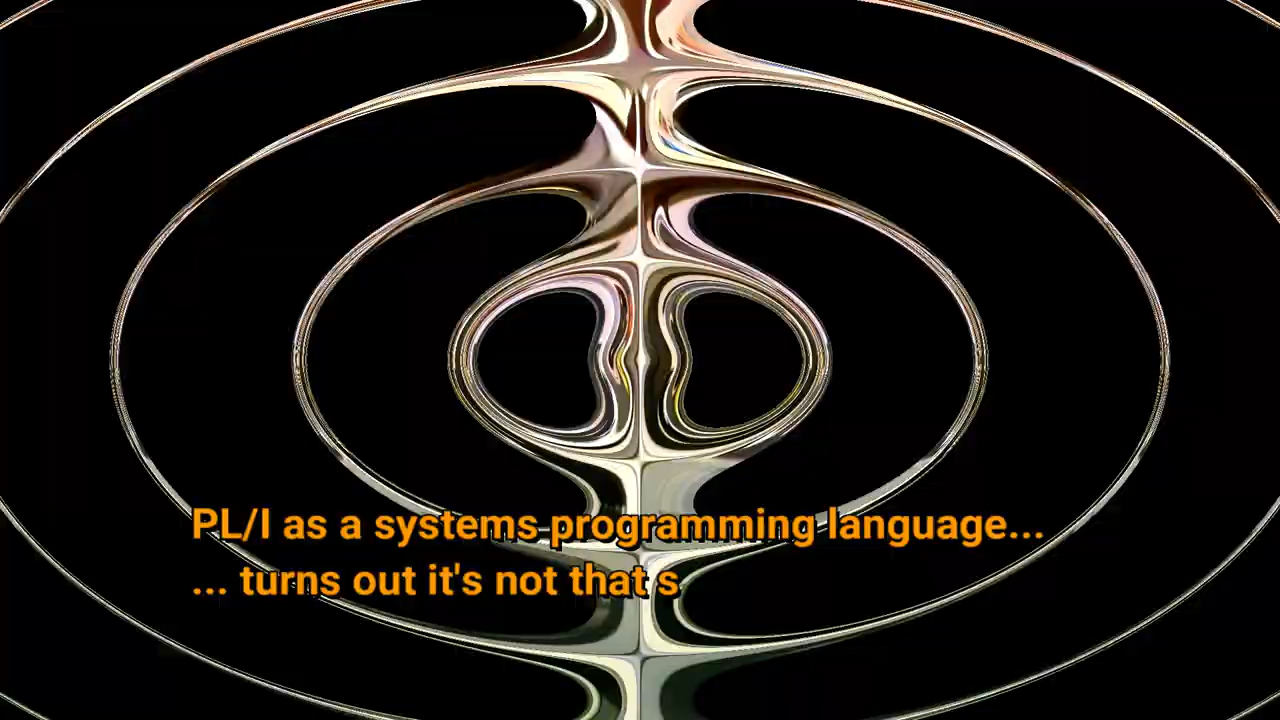 PL/I as a systems programming language...
... turns out it's not that s